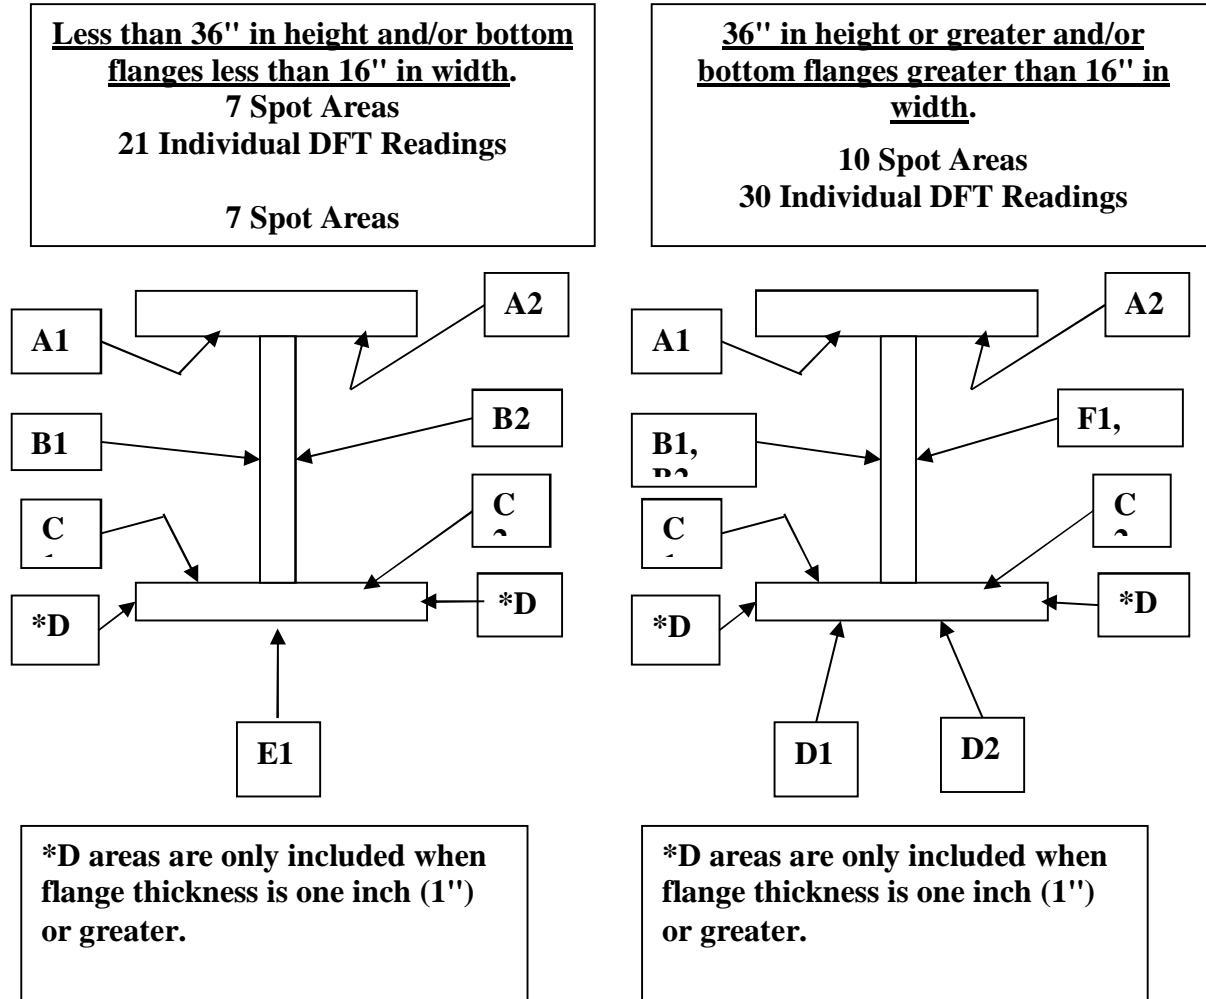 Less than 36" in height and/or bottom
flanges less than 16" in width.
7 Spot Areas
21 Individual DFT Readings
7 Spot Areas
36" in height or greater and/or
bottom flanges greater than 16" in
width.
10 Spot Areas
30 Individual DFT Readings
A1
A2
B1
B2
C
C
*D
*D
E1
A1
A2
B1,
F1,
C
C
*D
*D
D1
D2
*D areas are only included when
flange thickness is one inch (1")
or greater.
*D areas are only included when
flange thickness is one inch (1")
or greater.